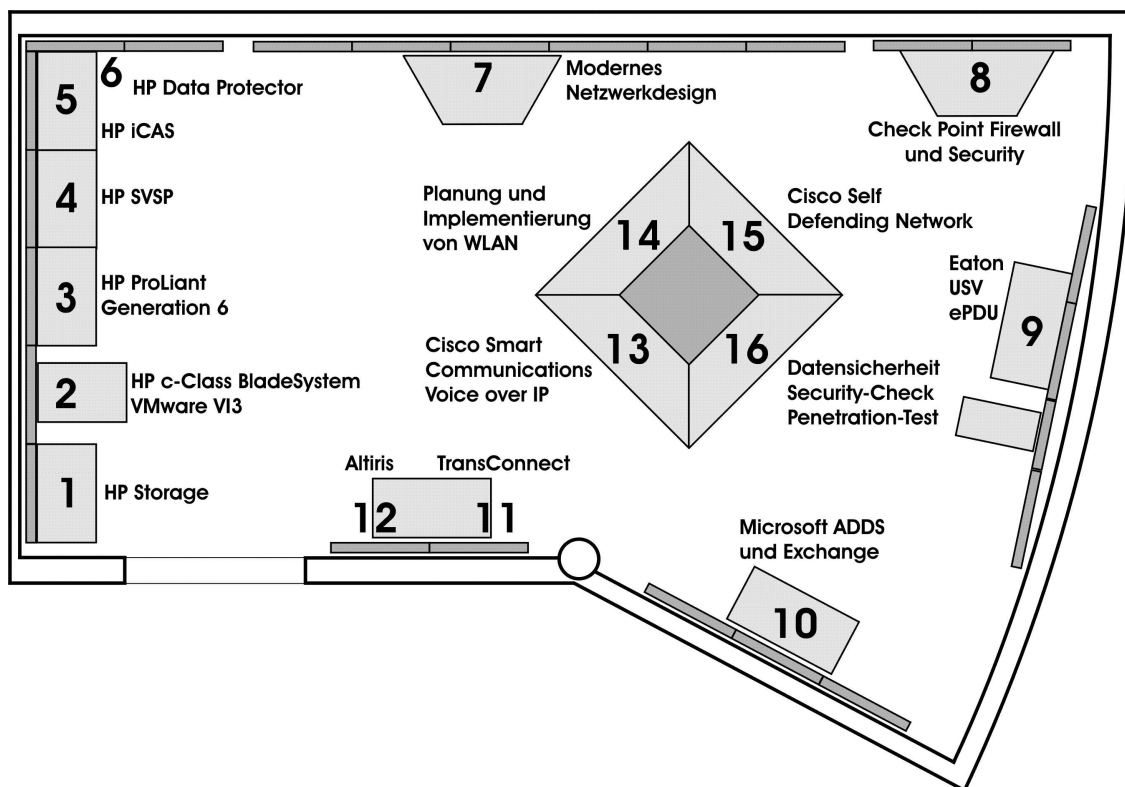 5
6
HP Data Protector
HP iCAS
4
HP SVSP
3
HP ProLiant
Generation 6
2
HP c-Class BladeSystem
VMware VI3
1
HP Storage
7
Modernes
Netzwerkdesign
8
Check Point Firewall
und Security
Planung und
Implementierung
von WLAN
14
15
Cisco Self
Defending Network
Cisco Smart
Communications
Voice over IP
13
16
Datensicherheit
Security-Check
Penetration-Test
Eaton
USV
ePDU
9
Altiris
TransConnect
12
11
Microsoft ADDS
und Exchange
10